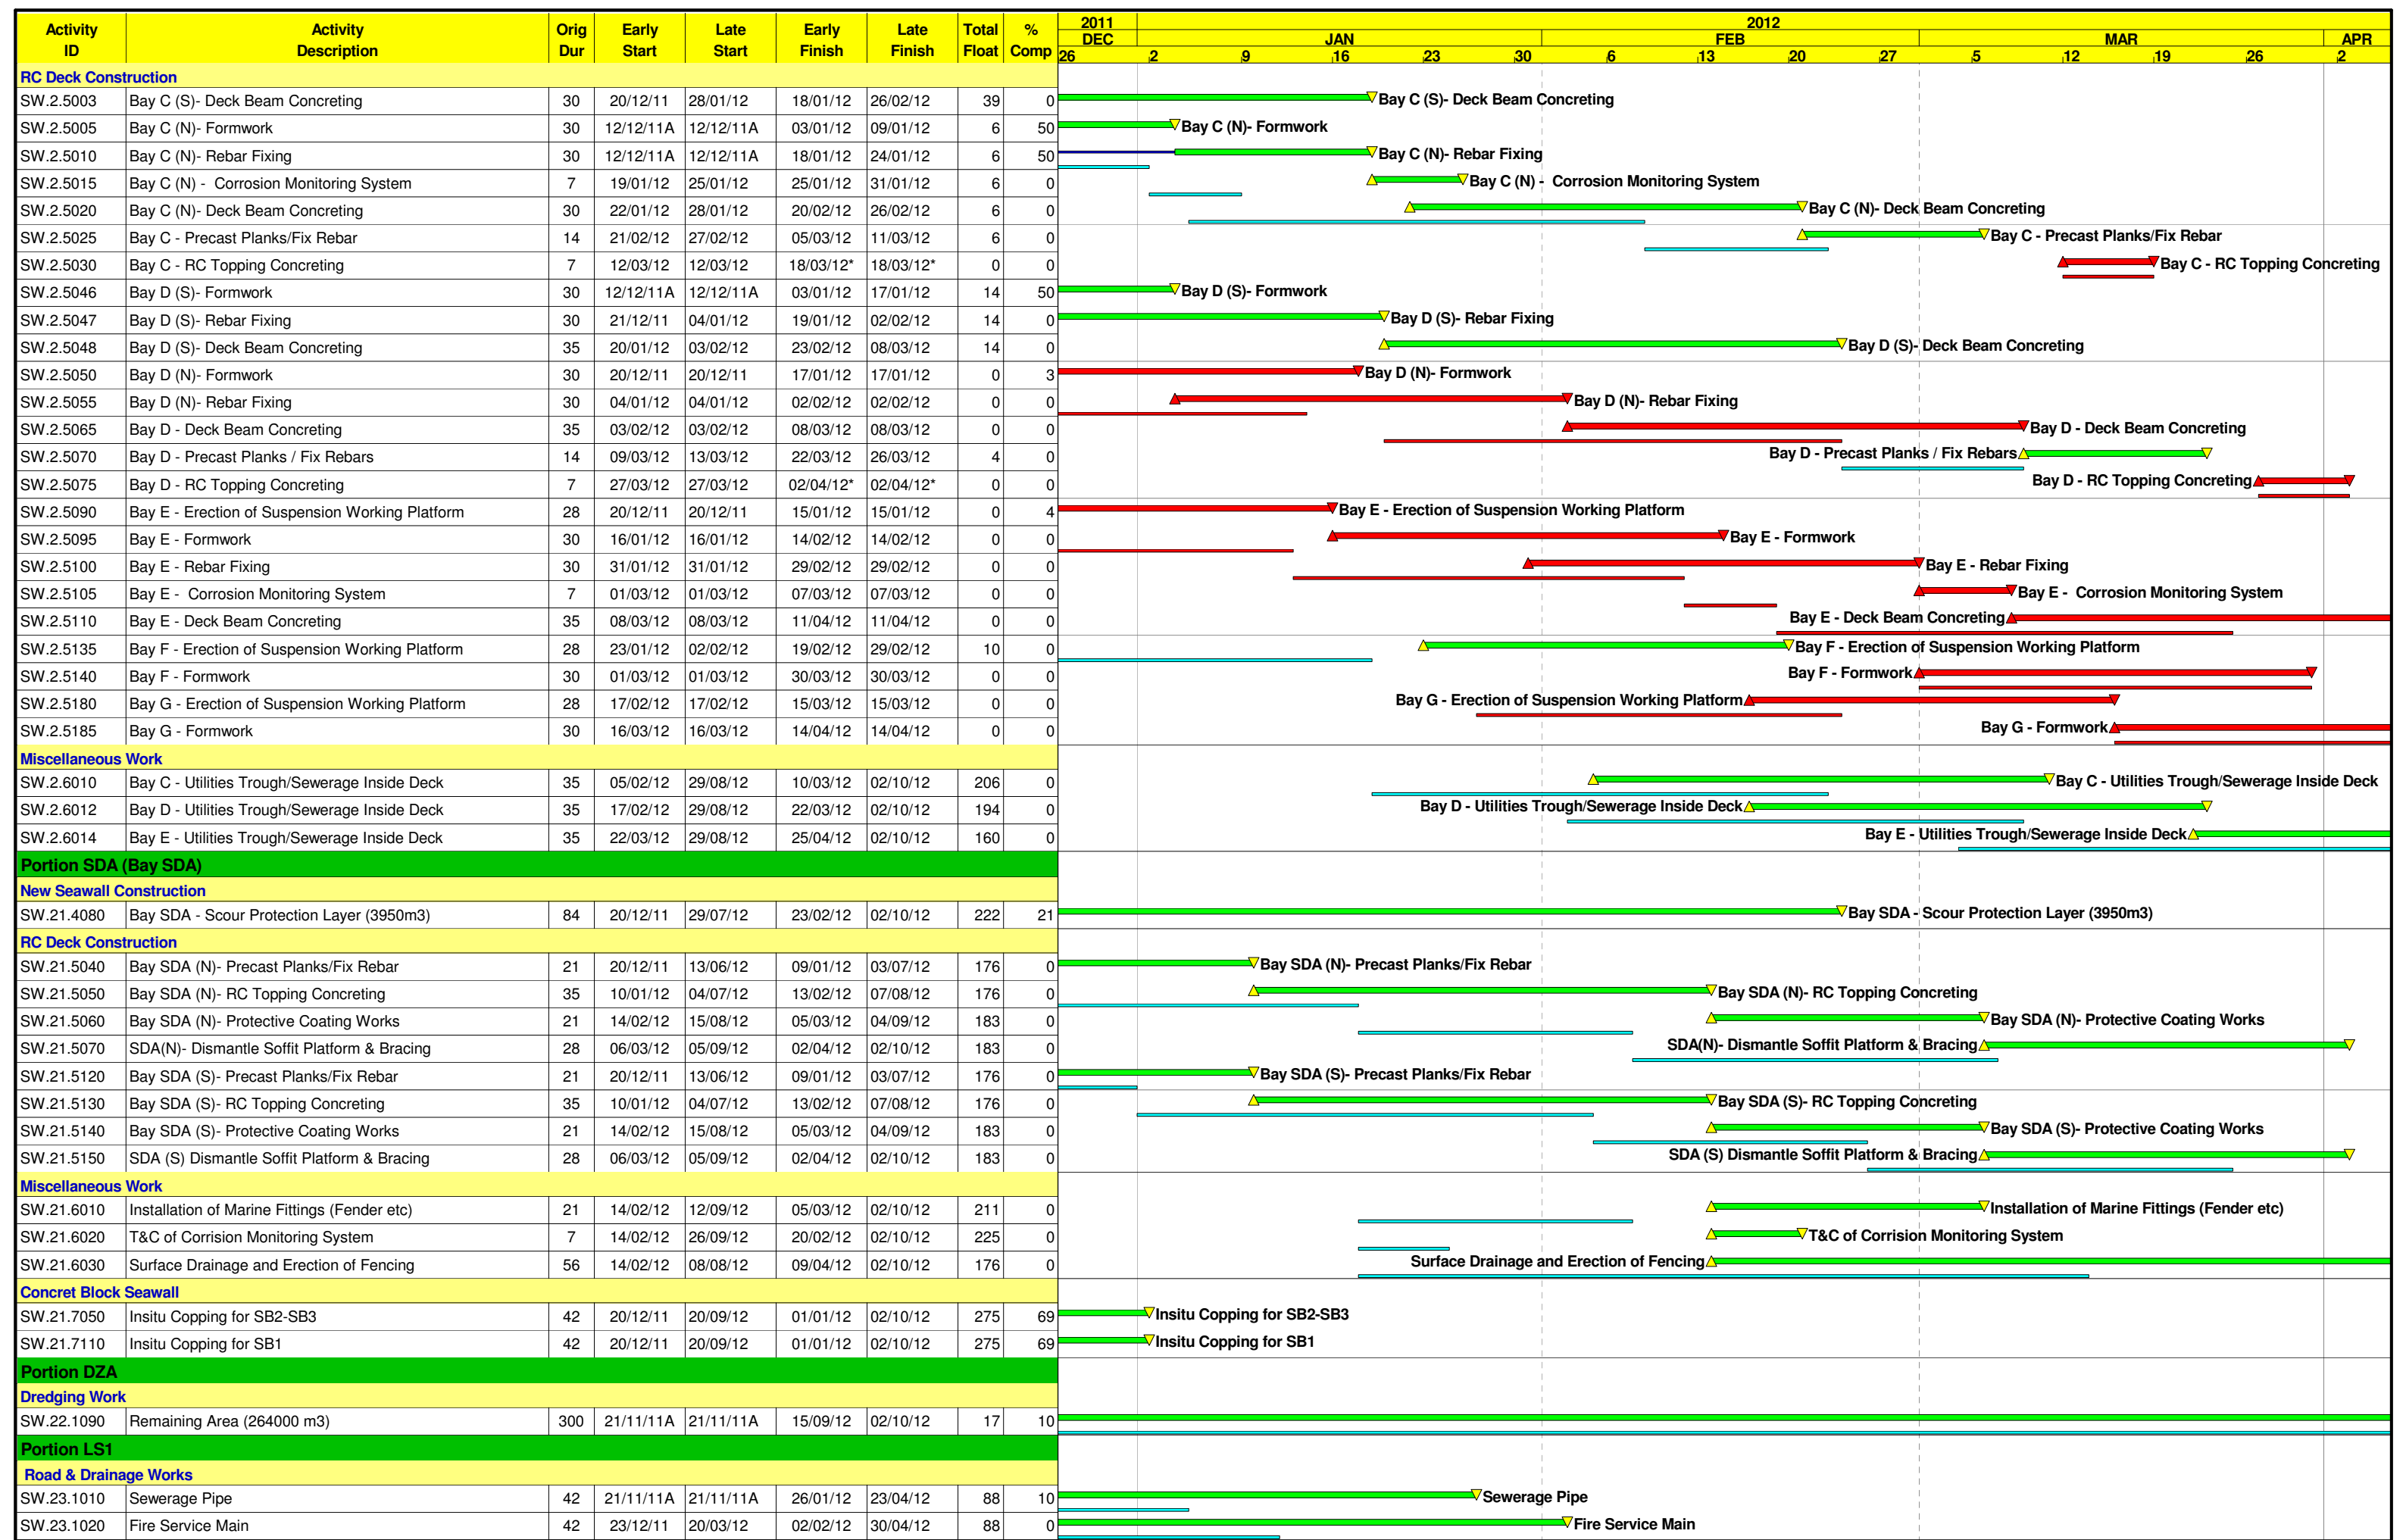 Activity ID Activity Description Orig Dur Early Start Late Start Early Finish Late Finish Total Float % Comp 2011 2012
DEC JAN FEB MAR APR
26 2 9 16 23 30 6 13 20 27 5 12 19 26 2
RC Deck Construction
SW.2.5003 Bay C (S)- Deck Beam Concreting 30 20/12/11 28/01/12 18/01/12 26/02/12 39 0 Bay C (S)- Deck Beam Concreting
SW.2.5005 Bay C (N)- Formwork 30 12/12/11A 12/12/11A 03/01/12 09/01/12 6 50 Bay C (N)- Formwork
SW.2.5010 Bay C (N)- Rebar Fixing 30 12/12/11A 12/12/11A 18/01/12 24/01/12 6 50 Bay C (N)- Rebar Fixing
SW.2.5015 Bay C (N) - Corrosion Monitoring System 7 19/01/12 25/01/12 25/01/12 31/01/12 6 0 Bay C (N) - Corrosion Monitoring System
SW.2.5020 Bay C (N)- Deck Beam Concreting 30 22/01/12 28/01/12 20/02/12 26/02/12 6 0 Bay C (N)- Deck Beam Concreting
SW.2.5025 Bay C - Precast Planks/Fix Rebar 14 21/02/12 27/02/12 05/03/12 11/03/12 6 0 Bay C - Precast Planks/Fix Rebar
SW.2.5030 Bay C - RC Topping Concreting 7 12/03/12 12/03/12 18/03/12* 18/03/12* 0 0 Bay C - RC Topping Concreting
SW.2.5046 Bay D (S)- Formwork 30 12/12/11A 12/12/11A 03/01/12 17/01/12 14 50 Bay D (S)- Formwork
SW.2.5047 Bay D (S)- Rebar Fixing 30 21/12/11 04/01/12 19/01/12 02/02/12 14 0 Bay D (S)- Rebar Fixing
SW.2.5048 Bay D (S)- Deck Beam Concreting 35 20/01/12 03/02/12 23/02/12 08/03/12 14 0 Bay D (S)- Deck Beam Concreting
SW.2.5050 Bay D (N)- Formwork 30 20/12/11 20/12/11 17/01/12 17/01/12 0 3 Bay D (N)- Formwork
SW.2.5055 Bay D (N)- Rebar Fixing 30 04/01/12 04/01/12 02/02/12 02/02/12 0 0 Bay D (N)- Rebar Fixing
SW.2.5065 Bay D - Deck Beam Concreting 35 03/02/12 03/02/12 08/03/12 08/03/12 0 0 Bay D - Deck Beam Concreting
SW.2.5070 Bay D - Precast Planks / Fix Rebars 14 09/03/12 13/03/12 22/03/12 26/03/12 4 0 Bay D - Precast Planks / Fix Rebars
SW.2.5075 Bay D - RC Topping Concreting 7 27/03/12 27/03/12 02/04/12* 02/04/12* 0 0 Bay D - RC Topping Concreting
SW.2.5090 Bay E - Erection of Suspension Working Platform 28 20/12/11 20/12/11 15/01/12 15/01/12 0 4 Bay E - Erection of Suspension Working Platform
SW.2.5095 Bay E - Formwork 30 16/01/12 16/01/12 14/02/12 14/02/12 0 0 Bay E - Formwork
SW.2.5100 Bay E - Rebar Fixing 30 31/01/12 31/01/12 29/02/12 29/02/12 0 0 Bay E - Rebar Fixing
SW.2.5105 Bay E - Corrosion Monitoring System 7 01/03/12 01/03/12 07/03/12 07/03/12 0 0 Bay E - Corrosion Monitoring System
SW.2.5110 Bay E - Deck Beam Concreting 35 08/03/12 08/03/12 11/04/12 11/04/12 0 0 Bay E - Deck Beam Concreting
SW.2.5135 Bay F - Erection of Suspension Working Platform 28 23/01/12 02/02/12 19/02/12 29/02/12 10 0 Bay F - Erection of Suspension Working Platform
SW.2.5140 Bay F - Formwork 30 01/03/12 01/03/12 30/03/12 30/03/12 0 0 Bay F - Formwork
SW.2.5180 Bay G - Erection of Suspension Working Platform 28 17/02/12 17/02/12 15/03/12 15/03/12 0 0 Bay G - Erection of Suspension Working Platform
SW.2.5185 Bay G - Formwork 30 16/03/12 16/03/12 14/04/12 14/04/12 0 0 Bay G - Formwork
Miscellaneous Work
SW.2.6010 Bay C - Utilities Trough/Sewerage Inside Deck 35 05/02/12 29/08/12 10/03/12 02/10/12 206 0 Bay C - Utilities Trough/Sewerage Inside Deck
SW.2.6012 Bay D - Utilities Trough/Sewerage Inside Deck 35 17/02/12 29/08/12 22/03/12 02/10/12 194 0 Bay D - Utilities Trough/Sewerage Inside Deck
SW.2.6014 Bay E - Utilities Trough/Sewerage Inside Deck 35 22/03/12 29/08/12 25/04/12 02/10/12 160 0 Bay E - Utilities Trough/Sewerage Inside Deck
Portion SDA (Bay SDA)
New Seawall Construction
SW.21.4080 Bay SDA - Scour Protection Layer (3950m3) 84 20/12/11 29/07/12 23/02/12 02/10/12 222 21 Bay SDA - Scour Protection Layer (3950m3)
RC Deck Construction
SW.21.5040 Bay SDA (N)- Precast Planks/Fix Rebar 21 20/12/11 13/06/12 09/01/12 03/07/12 176 0 Bay SDA (N)- Precast Planks/Fix Rebar
SW.21.5050 Bay SDA (N)- RC Topping Concreting 35 10/01/12 04/07/12 13/02/12 07/08/12 176 0 Bay SDA (N)- RC Topping Concreting
SW.21.5060 Bay SDA (N)- Protective Coating Works 21 14/02/12 15/08/12 05/03/12 04/09/12 183 0 Bay SDA (N)- Protective Coating Works
SW.21.5070 SDA(N)- Dismantle Soffit Platform & Bracing 28 06/03/12 05/09/12 02/04/12 02/10/12 183 0 SDA(N)- Dismantle Soffit Platform & Bracing
SW.21.5120 Bay SDA (S)- Precast Planks/Fix Rebar 21 20/12/11 13/06/12 09/01/12 03/07/12 176 0 Bay SDA (S)- Precast Planks/Fix Rebar
SW.21.5130 Bay SDA (S)- RC Topping Concreting 35 10/01/12 04/07/12 13/02/12 07/08/12 176 0 Bay SDA (S)- RC Topping Concreting
SW.21.5140 Bay SDA (S)- Protective Coating Works 21 14/02/12 15/08/12 05/03/12 04/09/12 183 0 Bay SDA (S)- Protective Coating Works
SW.21.5150 SDA (S) Dismantle Soffit Platform & Bracing 28 06/03/12 05/09/12 02/04/12 02/10/12 183 0 SDA (S) Dismantle Soffit Platform & Bracing
Miscellaneous Work
SW.21.6010 Installation of Marine Fittings (Fender etc) 21 14/02/12 12/09/12 05/03/12 02/10/12 211 0 Installation of Marine Fittings (Fender etc)
SW.21.6020 T&C of Corrision Monitoring System 7 14/02/12 26/09/12 20/02/12 02/10/12 225 0 T&C of Corrision Monitoring System
SW.21.6030 Surface Drainage and Erection of Fencing 56 14/02/12 08/08/12 09/04/12 02/10/12 176 0 Surface Drainage and Erection of Fencing
Concret Block Seawall
SW.21.7050 Insitu Copping for SB2-SB3 42 20/12/11 20/09/12 01/01/12 02/10/12 275 69 Insitu Copping for SB2-SB3
SW.21.7110 Insitu Copping for SB1 42 20/12/11 20/09/12 01/01/12 02/10/12 275 69 Insitu Copping for SB1
Portion DZA
Dredging Work
SW.22.1090 Remaining Area (264000 m3) 300 21/11/11A 21/11/11A 15/09/12 02/10/12 17 10
Portion LS1
Road & Drainage Works
SW.23.1010 Sewerage Pipe 42 21/11/11A 21/11/11A 26/01/12 23/04/12 88 10 Sewerage Pipe
SW.23.1020 Fire Service Main 42 23/12/11 20/03/12 02/02/12 30/04/12 88 0 Fire Service Main